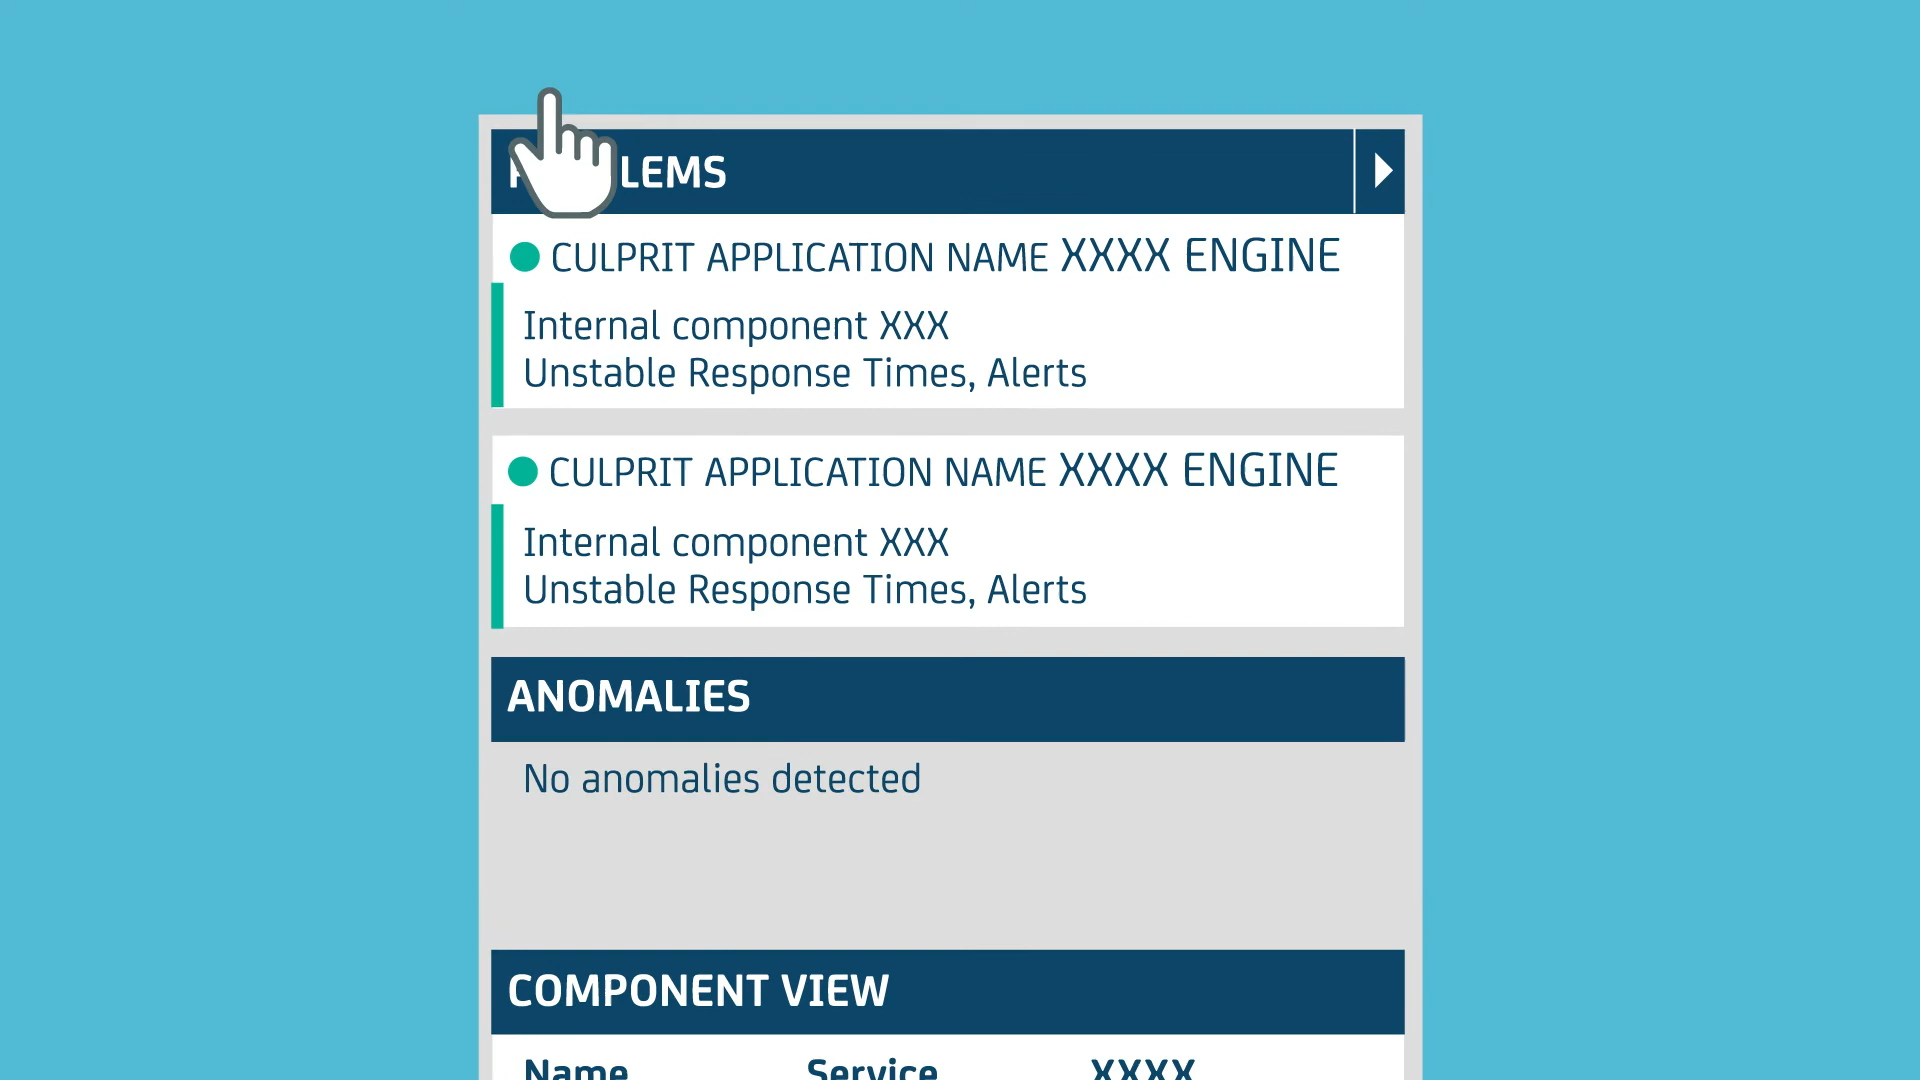 LEMS
CULPRIT APPLICATION NAME XXXX ENGINE
Internal component XXX
Unstable Response Times, Alerts
CULPRIT APPLICATION NAME XXXX ENGINE
Internal component XXX
Unstable Response Times, Alerts
ANOMALIES
No anomalies detected
COMPONENT VIEW
Name Service XXXX